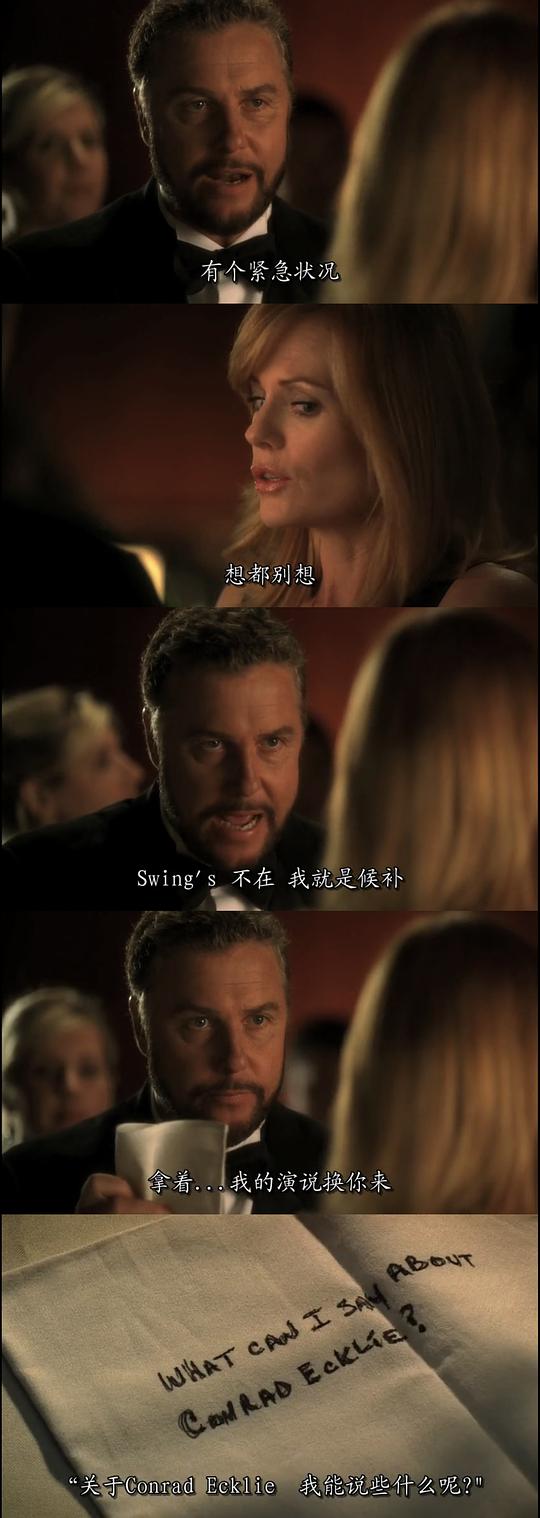 有个紧急状况
想都别想
Swing's 不在 我就是候补
拿着...我的演说换你来
WHAT CAN I SAY ABOUT
CONRAD ECKLIE?
“关于Conrad Ecklie 我能说些什么呢?"